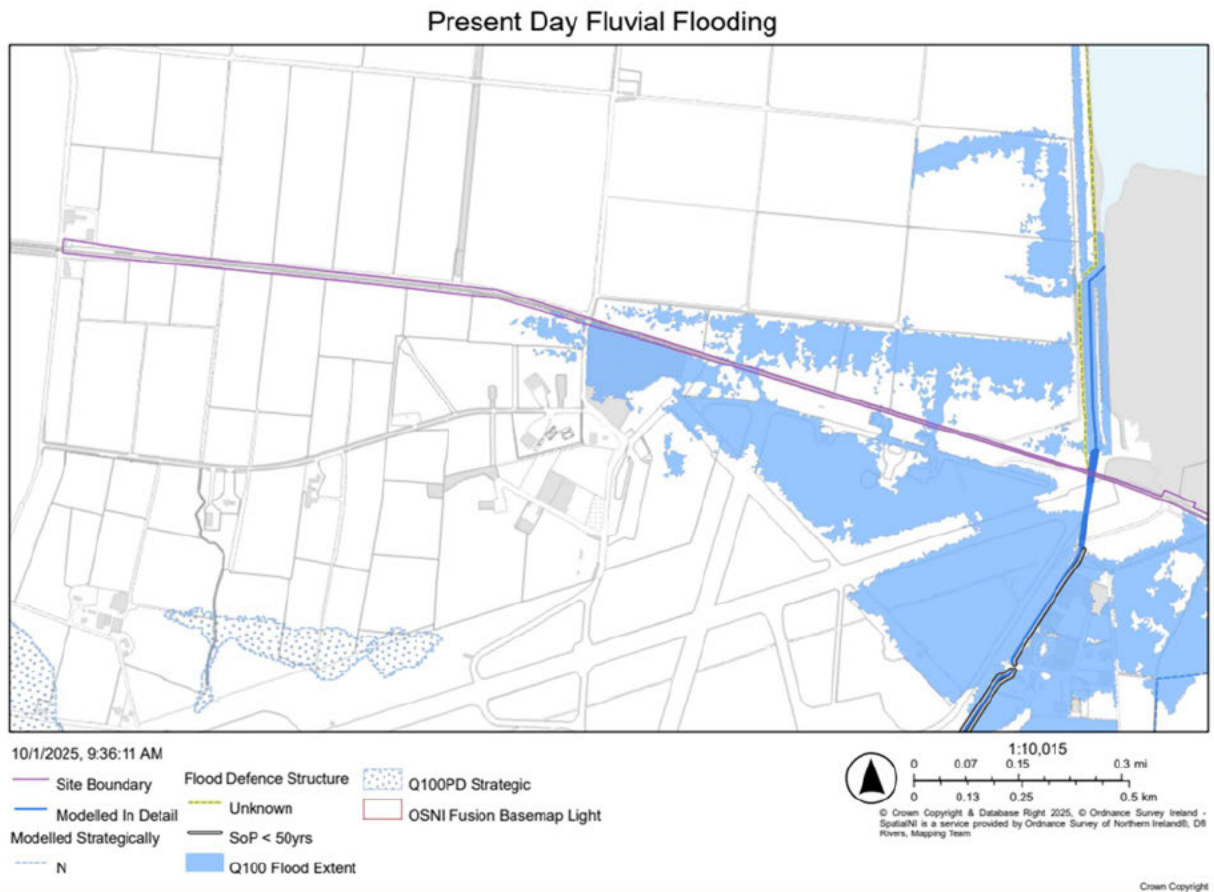 Present Day Fluvial Flooding
10/1/2025, 9:36:11 AM
Site Boundary
Modelled In Detail
Modelled Strategically
N
Flood Defence Structure
Unknown
SoP < 50yrs
Q100 Flood Extent
Q100PD Strategic
OSNI Fusion Basemap Light
1:10,015
0 0.07 0.15 0.3 mi
0 0.13 0.25 0.5 km
© Crown Copyright & Database Right 2025, © Ordnance Survey Ireland -
SpatialNI is a service provided by Ordnance Survey of Northern Ireland®, DfI
Rivers, Mapping Team
Crown Copyright